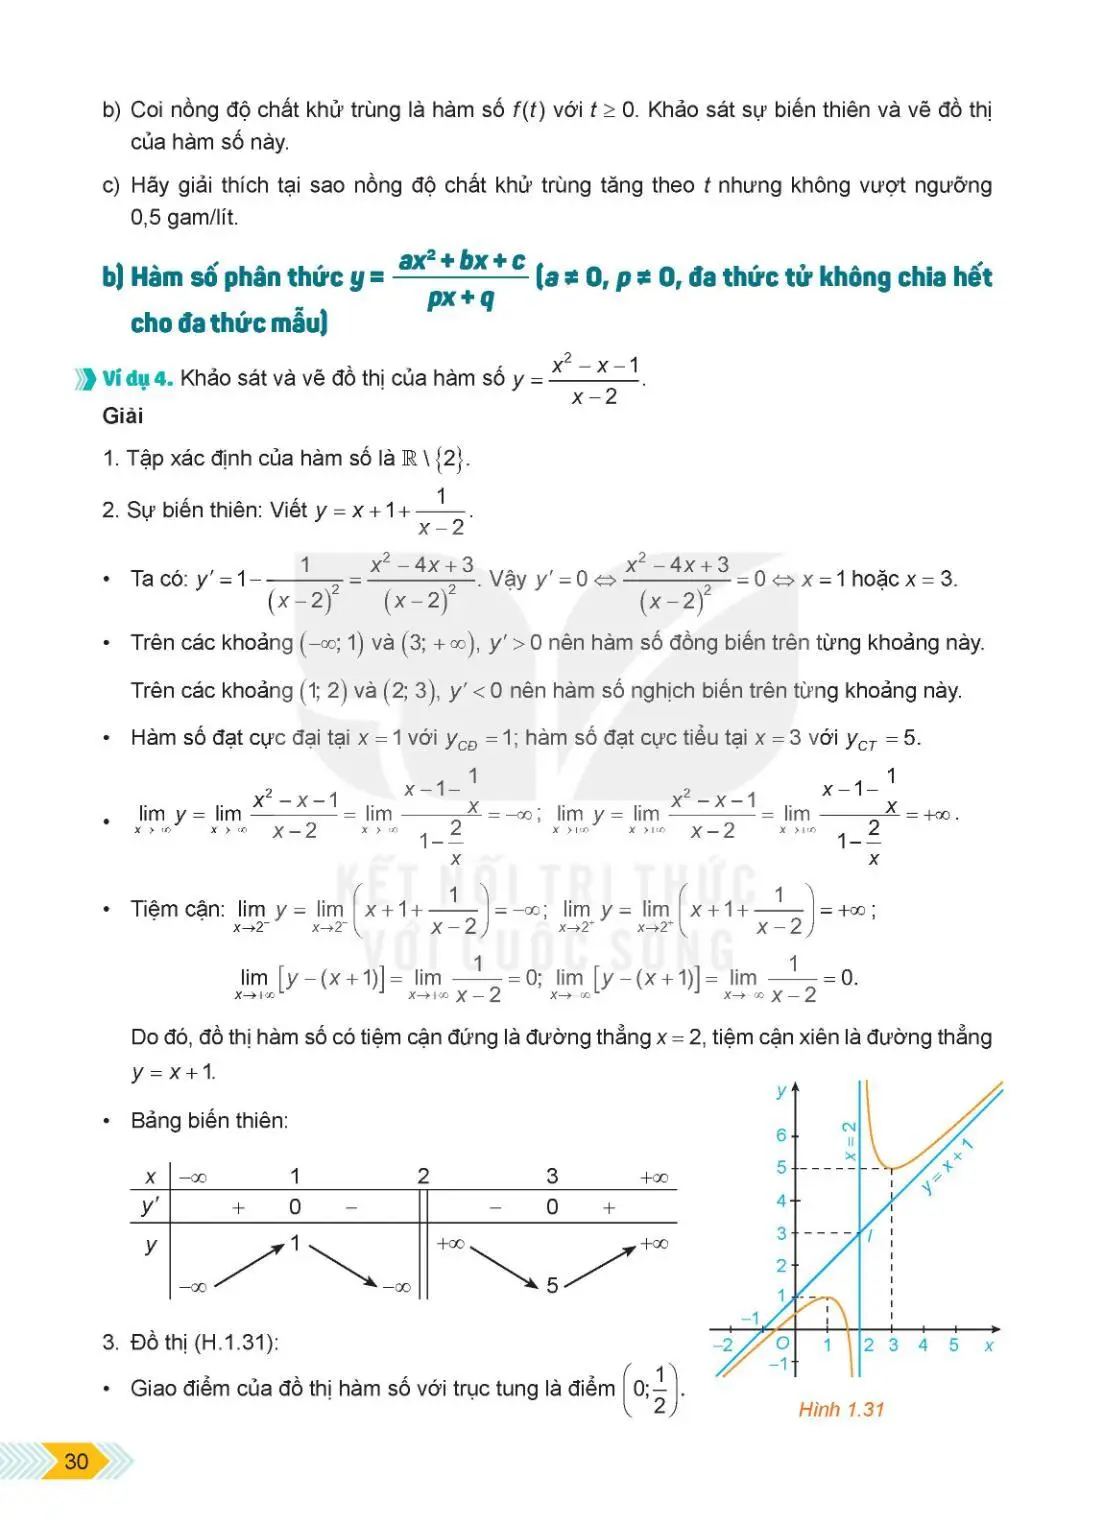 b) Coi nồng độ chất khử trùng là hàm số f(t) với t ≥ 0. Khảo sát sự biến thiên và vẽ đồ thị
của hàm số này.
c) Hãy giải thích tại sao nồng độ chất khử trùng tăng theo t nhưng không vượt ngưỡng
0,5 gam/lít.
b) Hàm số phân thức y = (ax² + bx + c)/(px + q) (a ≠ 0, p ≠ 0, đa thức tử không chia hết
cho đa thức mẫu)
Ví dụ 4. Khảo sát và vẽ đồ thị của hàm số y = (x² − x − 1)/(x − 2).
Giải
1. Tập xác định của hàm số là ℝ \ {2}.
2. Sự biến thiên: Viết y = x + 1 + 1/(x − 2).
• Ta có: y′ = 1 − 1/(x − 2)² = (x² − 4x + 3)/(x − 2)². Vậy y′ = 0 ⇔ (x² − 4x + 3)/(x − 2)² = 0 ⇔ x = 1 hoặc x = 3.
• Trên các khoảng (−∞; 1) và (3; +∞), y′ > 0 nên hàm số đồng biến trên từng khoảng này.
Trên các khoảng (1; 2) và (2; 3), y′ < 0 nên hàm số nghịch biến trên từng khoảng này.
• Hàm số đạt cực đại tại x = 1 với y_CĐ = 1; hàm số đạt cực tiểu tại x = 3 với y_CT = 5.
• lim x→−∞ y = lim x→−∞ (x² − x − 1)/(x − 2) = lim x→−∞ (x − 1 − 1/x)/(1 − 2/x) = −∞; lim x→+∞ y = lim x→+∞ (x² − x − 1)/(x − 2) = lim x→+∞ (x − 1 − 1/x)/(1 − 2/x) = +∞.
• Tiệm cận: lim x→2⁻ y = lim x→2⁻ (x + 1 + 1/(x − 2)) = −∞; lim x→2⁺ y = lim x→2⁺ (x + 1 + 1/(x − 2)) = +∞;
lim x→+∞ [y − (x + 1)] = lim x→+∞ 1/(x − 2) = 0; lim x→−∞ [y − (x + 1)] = lim x→−∞ 1/(x − 2) = 0.
Do đó, đồ thị hàm số có tiệm cận đứng là đường thẳng x = 2, tiệm cận xiên là đường thẳng
y = x + 1.
• Bảng biến thiên:
x −∞ 1 2 3 +∞
y′ + 0 − − 0 +
y −∞ 1 −∞ +∞ 5 +∞
3. Đồ thị (H.1.31):
• Giao điểm của đồ thị hàm số với trục tung là điểm (0; 1/2).
y
6
5
4
3
2
1
−1
−2 −1 O 1 2 3 4 5 x
x = 2
y = x + 1
I
Hình 1.31
KẾT NỐI TRI THỨC
VỚI CUỘC SỐNG
30